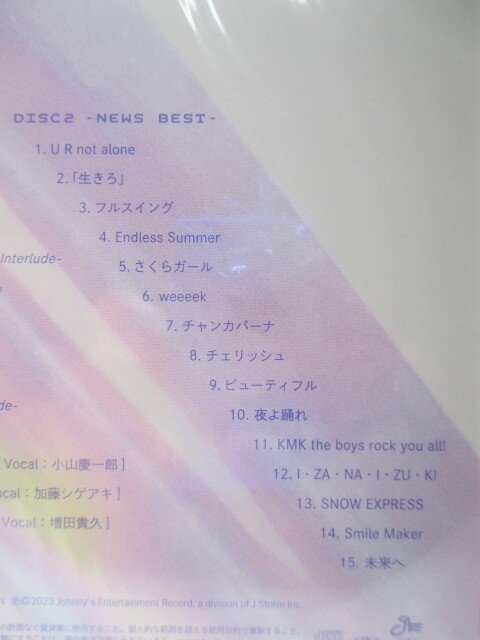 DISC2 -NEWS BEST-
1. U R not alone
2.「生きろ」
3. フルスイング
4. Endless Summer
Interlude-
5. さくらガール
6. weeeek
7. チャンカパーナ
8. チェリッシュ
9. ビューティフル
de-
10. 夜よ踊れ
11. KMK the boys rock you all!
[Vocal：小山慶一郎]
12. I・ZA・NA・I・ZU・KI
ocal：加藤シゲアキ]
13. SNOW EXPRESS
Vocal：増田貴久]
14. Smile Maker
15. 未来へ
N ℗©2023 Johnny's Entertainment Record, a division of J Storm Inc.